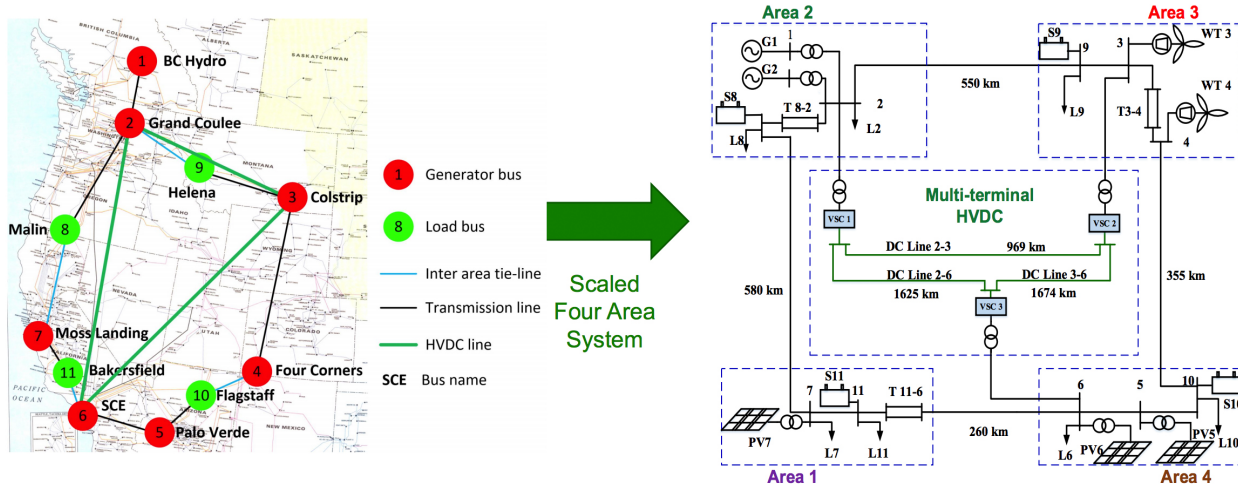 BRITISH COLUMBIA
ALBERTA
SASKATCHEWAN
1
BC Hydro
2
Grand Coulee
WASHINGTON
MONTANA
9
Helena
3
Colstrip
OREGON
IDAHO
Malin
8
WYOMING
NEVADA
UTAH
COLORADO
7
Moss Landing
CALIFORNIA
11
Bakersfield
4
Four Corners
10
Flagstaff
PACIFIC
OCEAN
SCE
6
ARIZONA
NEW MEXICO
5
Palo Verde
1
Generator bus
8
Load bus
Inter area tie-line
Transmission line
HVDC line
SCE
Bus name
Scaled
Four Area
System
Area 2
G1
1
G2
S8
T 8-2
2
L8
L2
550 km
Area 3
S9
9
3
WT 3
L9
T3-4
WT 4
4
Multi-terminal
HVDC
VSC 1
VSC 2
DC Line 2-3
969 km
DC Line 2-6
1625 km
DC Line 3-6
1674 km
VSC 3
580 km
355 km
7
S11
11
T 11-6
PV7
L7
L11
Area 1
260 km
6
5
10
S10
L6
PV6
PV5
L10
Area 4